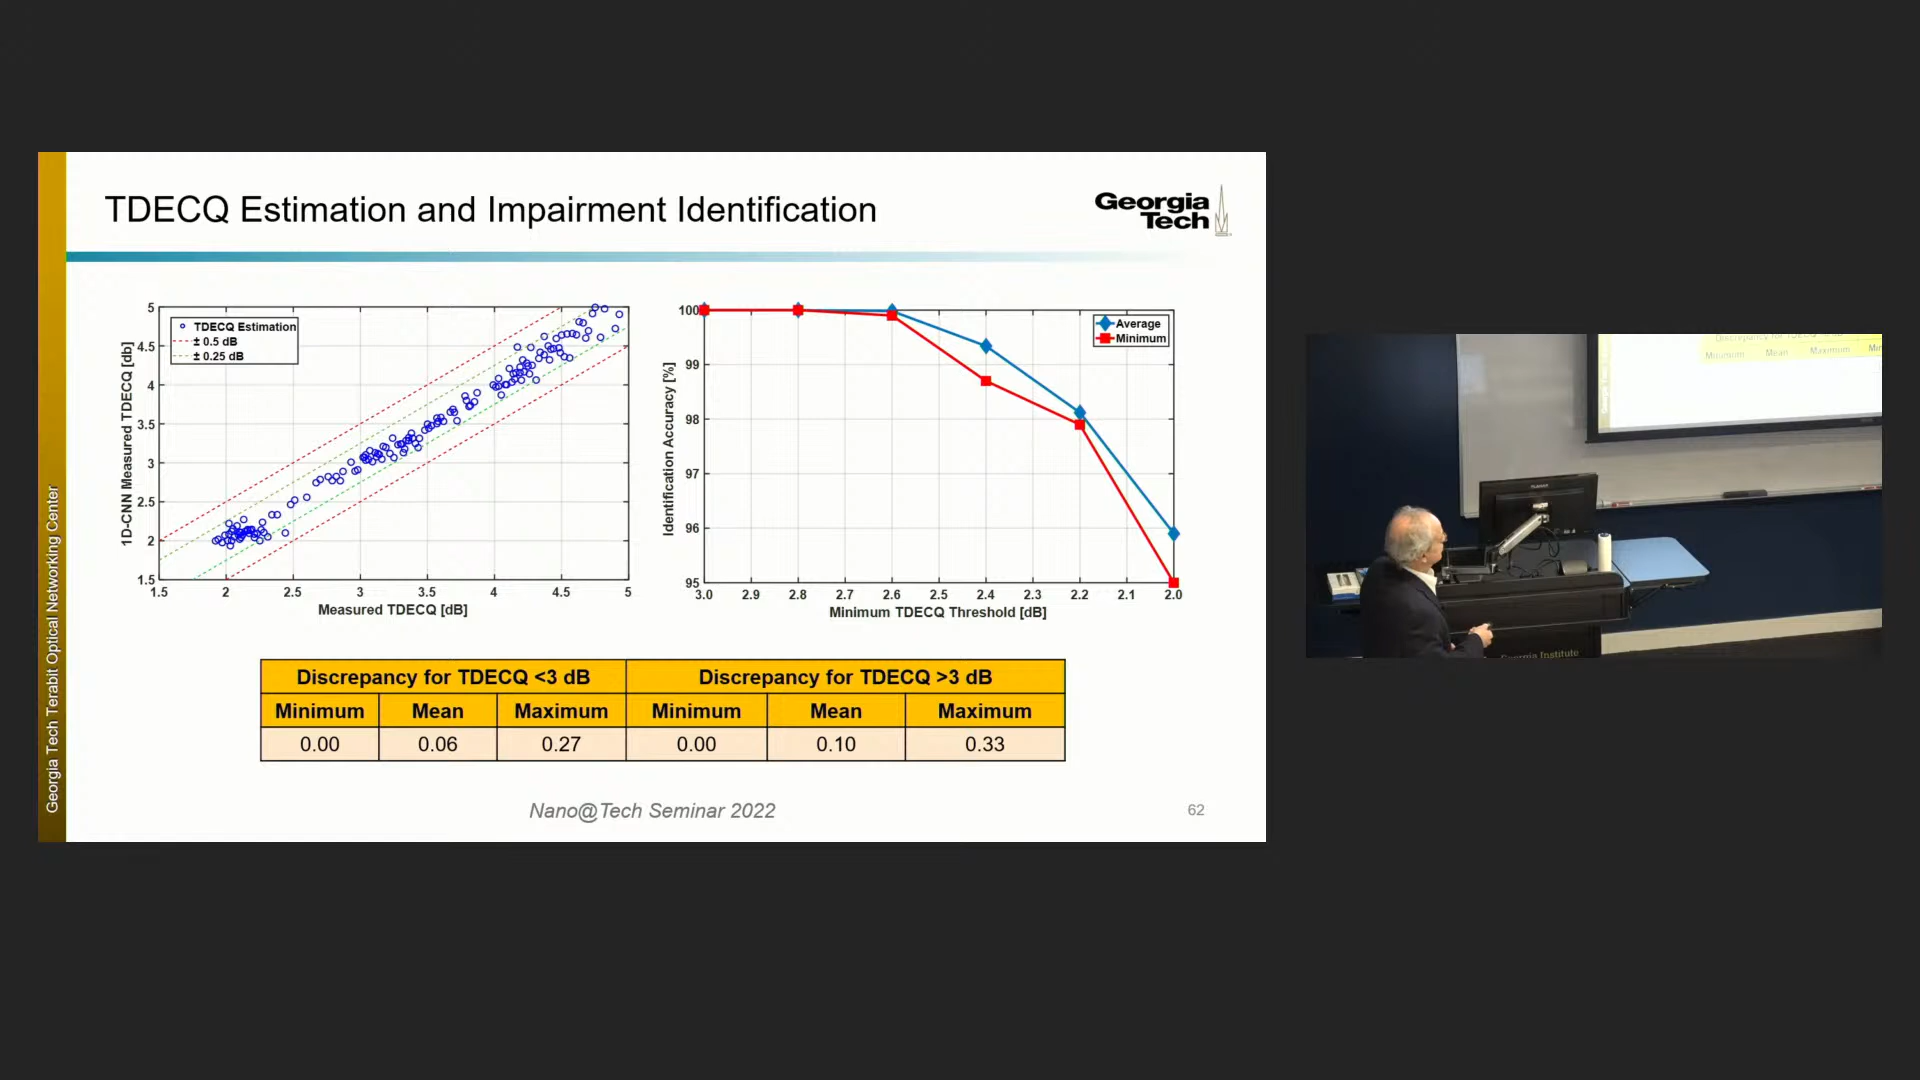 TDECQ Estimation and Impairment Identification
Georgia
Tech
Georgia Tech Terabit Optical Networking Center
1D-CNN Measured TDECQ [db]
5
4.5
4
3.5
3
2.5
2
1.5
TDECQ Estimation
± 0.5 dB
± 0.25 dB
1.5 2 2.5 3 3.5 4 4.5 5
Measured TDECQ [dB]
Identification Accuracy [%]
100
99
98
97
96
95
Average
Minimum
3.0 2.9 2.8 2.7 2.6 2.5 2.4 2.3 2.2 2.1 2.0
Minimum TDECQ Threshold [dB]
Discrepancy for TDECQ <3 dB Discrepancy for TDECQ >3 dB
Minimum Mean Maximum Minimum Mean Maximum
0.00 0.06 0.27 0.00 0.10 0.33
Nano@Tech Seminar 2022
62
Minimum Mean Maximum
Georgia Institute